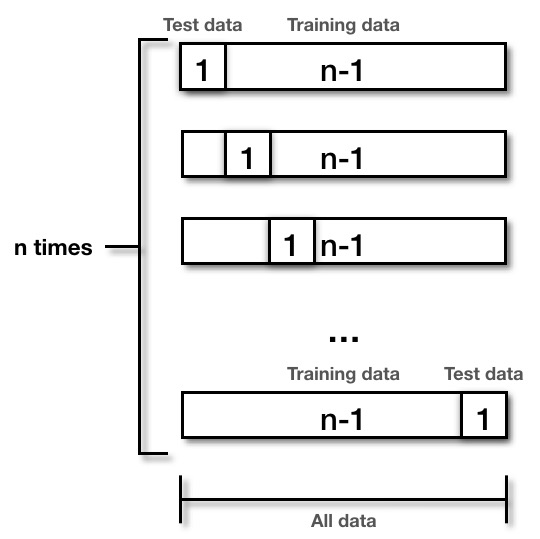 Test data Training data
1 n-1
1 n-1
n times
1 n-1
...
Training data Test data
n-1 1
All data